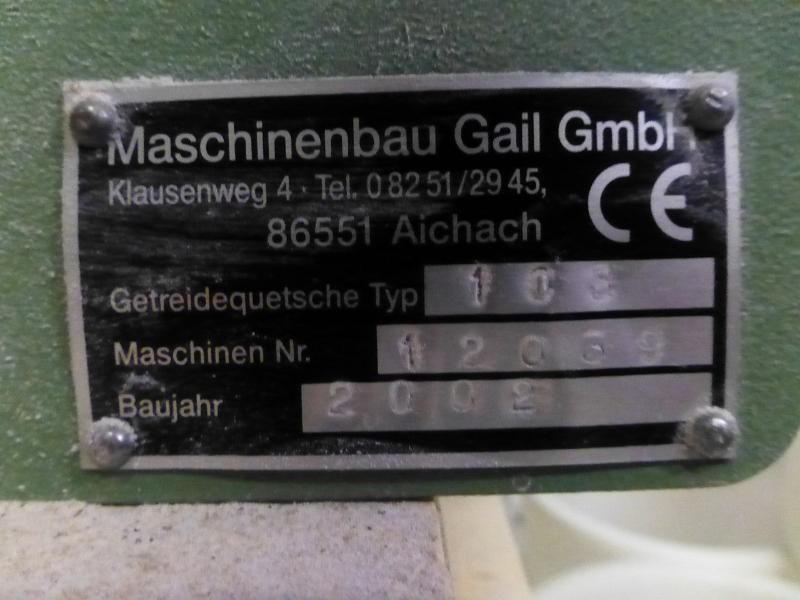 Maschinenbau Gail GmbH
Klausenweg 4 · Tel. 0 82 51/29 45,
86551 Aichach
CE
Getreidequetsche Typ
Maschinen Nr.
Baujahr 2002